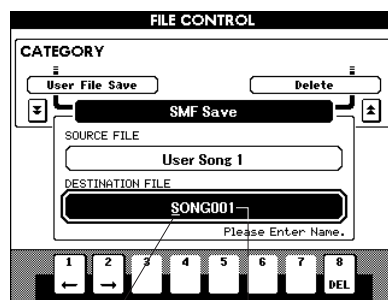 FILE CONTROL
CATEGORY
User File Save
Delete
SMF Save
SOURCE FILE
User Song 1
DESTINATION FILE
SONG001
Please Enter Name.
1 2 3 4 5 6 7 8
← → DEL